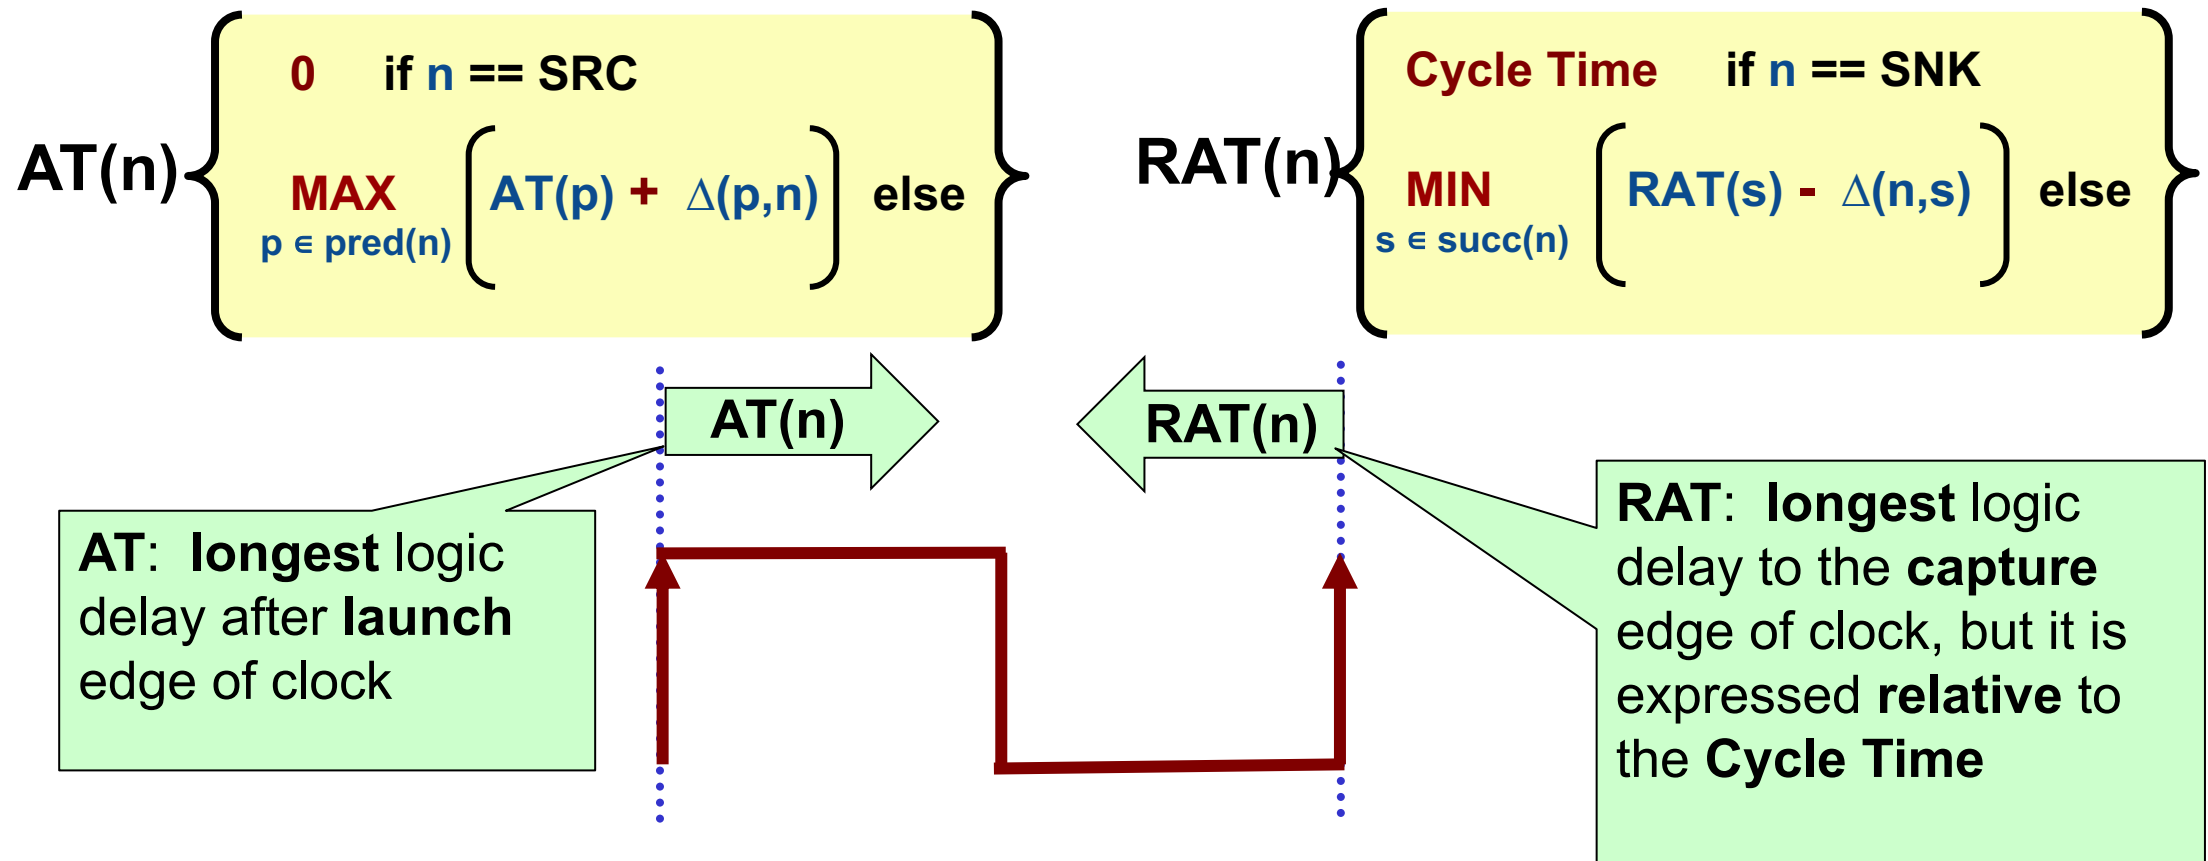 AT(n)
0 if n == SRC
MAX
p ∈ pred(n)
AT(p) + Δ(p,n)
else
RAT(n)
Cycle Time if n == SNK
MIN
s ∈ succ(n)
RAT(s) - Δ(n,s)
else
AT(n)
RAT(n)
AT: longest logic
delay after launch
edge of clock
RAT: longest logic
delay to the capture
edge of clock, but it is
expressed relative to
the Cycle Time